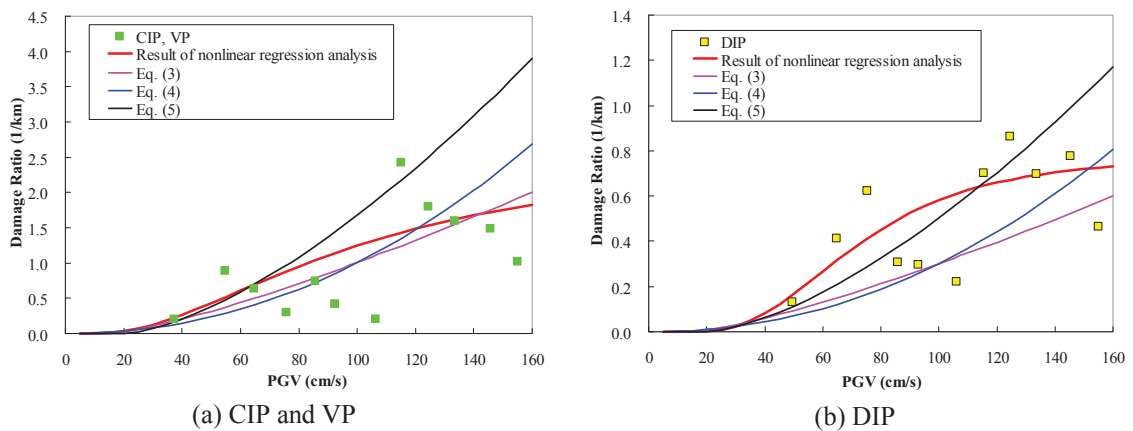 4.5
4.0
3.5
3.0
2.5
2.0
1.5
1.0
0.5
0.0
Damage Ratio (1/km)
CIP, VP
Result of nonlinear regression analysis
Eq. (3)
Eq. (4)
Eq. (5)
0 20 40 60 80 100 120 140 160
PGV (cm/s)
(a) CIP and VP
1.4
1.2
1.0
0.8
0.6
0.4
0.2
0.0
Damage Ratio (1/km)
DIP
Result of nonlinear regression analysis
Eq. (3)
Eq. (4)
Eq. (5)
0 20 40 60 80 100 120 140 160
PGV (cm/s)
(b) DIP